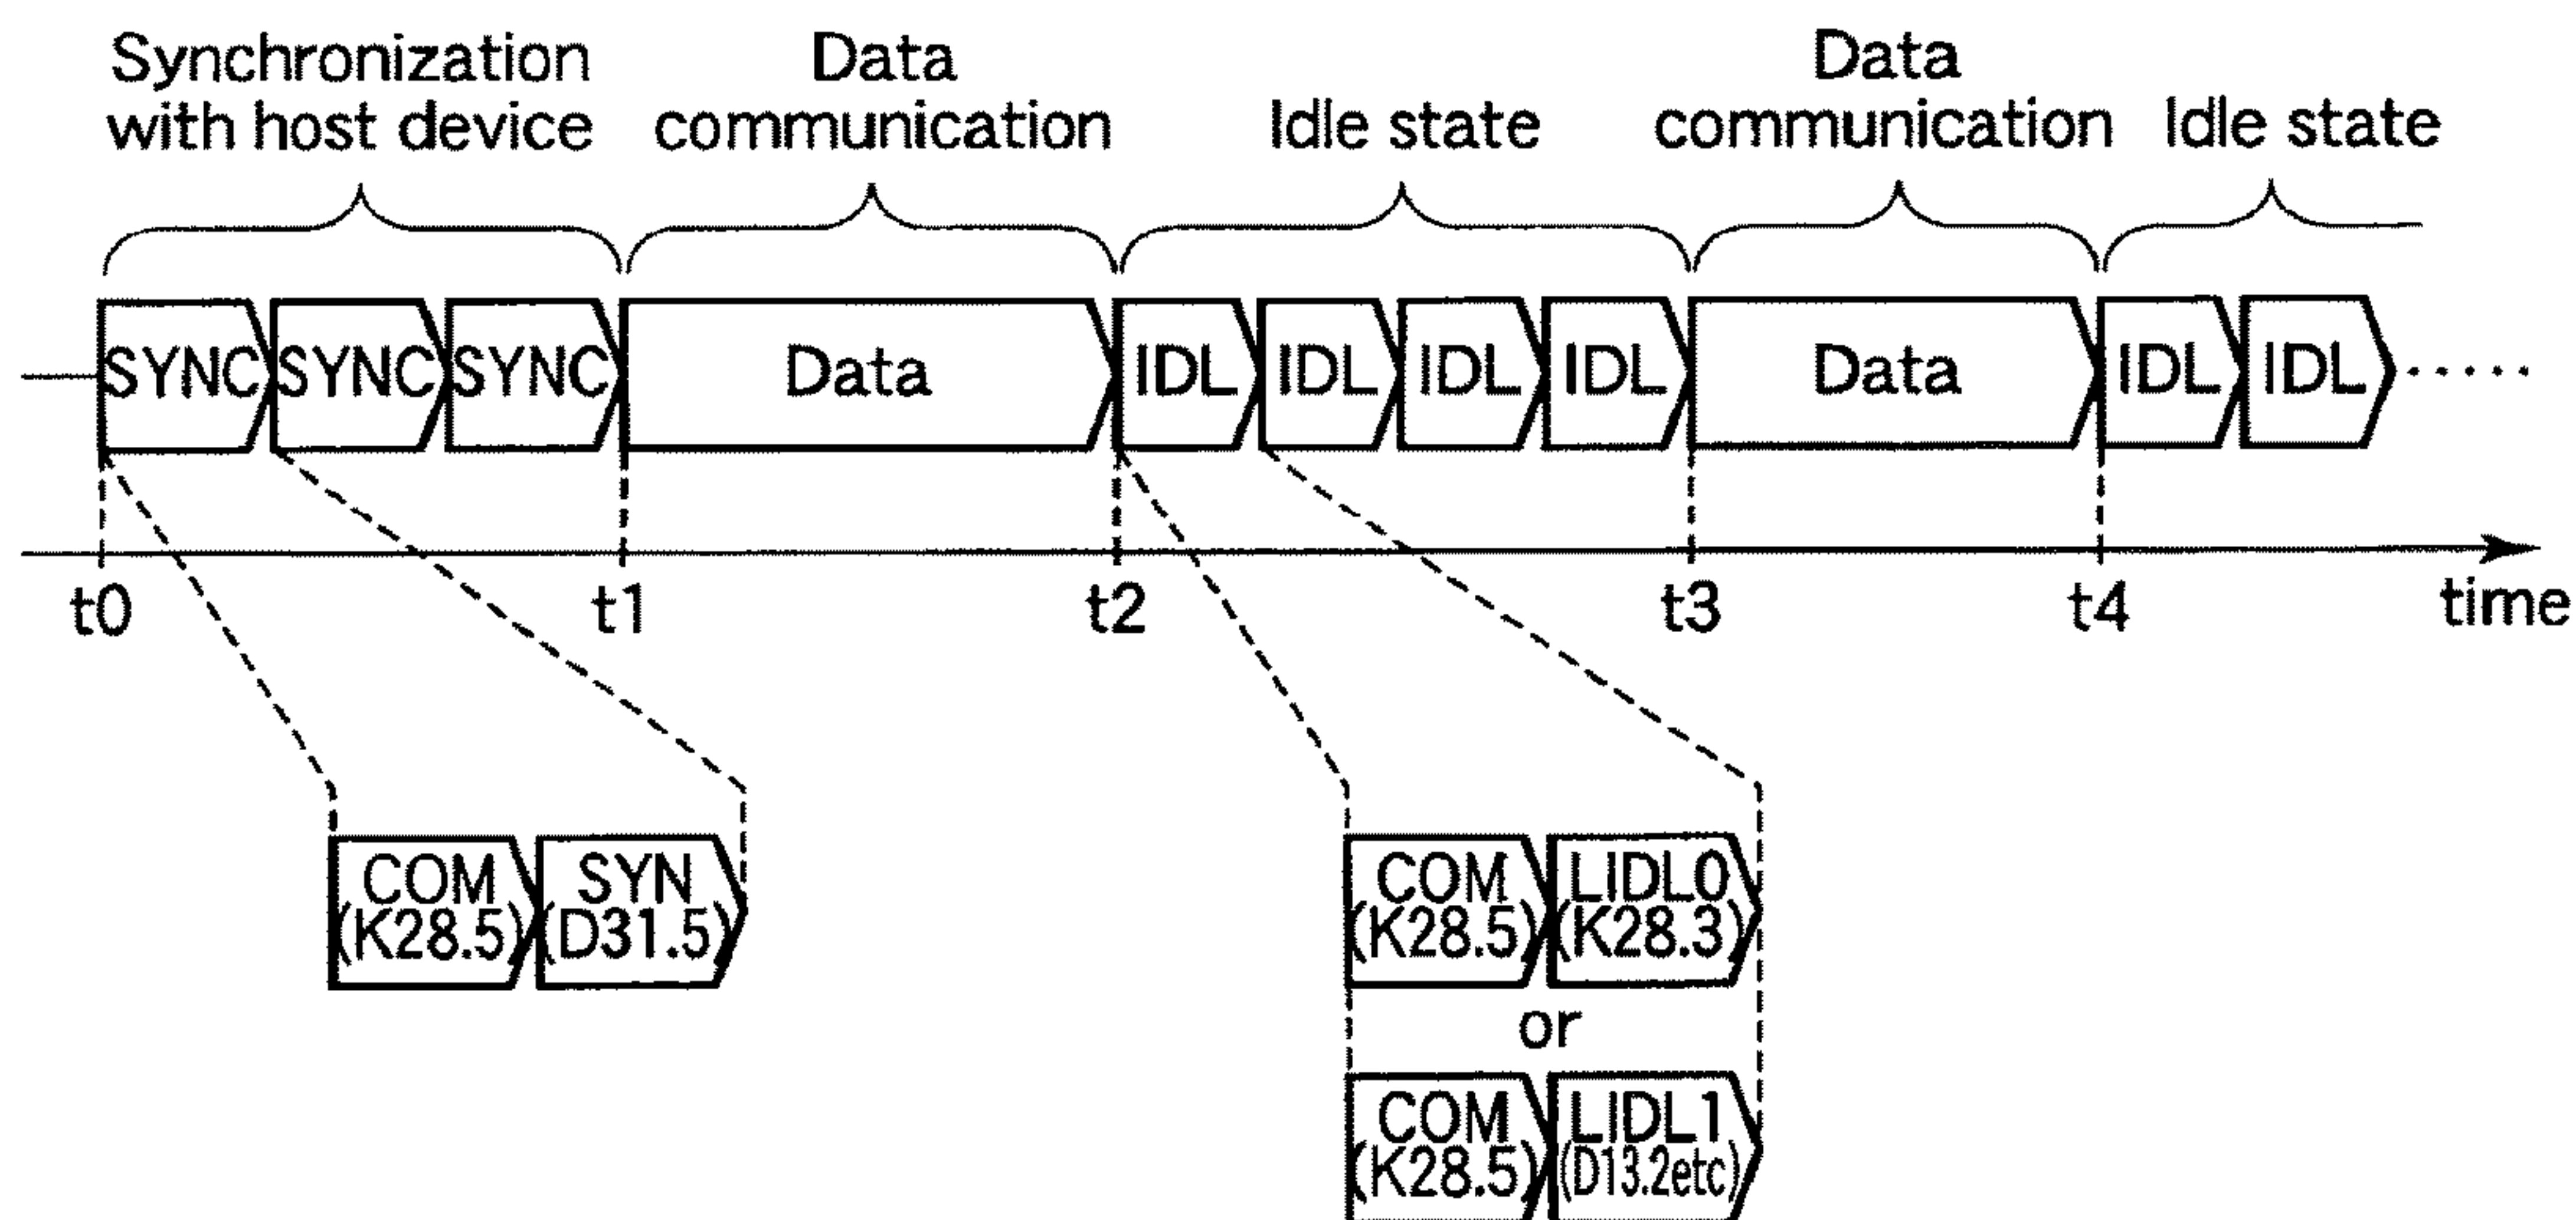 Synchronization
with host device
Data
communication
Idle state
Data
communication
Idle state
SYNC
SYNC
SYNC
Data
IDL
IDL
IDL
IDL
Data
IDL
IDL
t0
t1
t2
t3
t4
time
COM
(K28.5)
SYN
(D31.5)
COM
(K28.5)
LIDL0
(K28.3)
or
COM
(K28.5)
LIDL1
(D13.2etc)